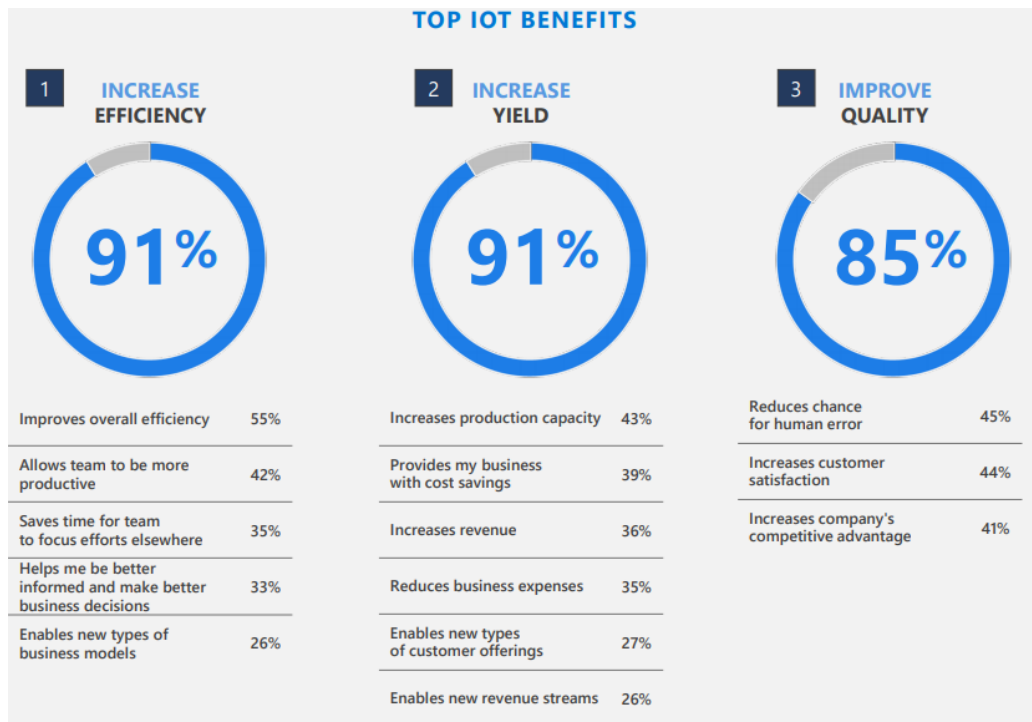 TOP IOT BENEFITS
1
INCREASE
EFFICIENCY
91%
Improves overall efficiency 55%
Allows team to be more
productive 42%
Saves time for team
to focus efforts elsewhere 35%
Helps me be better
informed and make better
business decisions 33%
Enables new types of
business models 26%
2
INCREASE
YIELD
91%
Increases production capacity 43%
Provides my business
with cost savings 39%
Increases revenue 36%
Reduces business expenses 35%
Enables new types
of customer offerings 27%
Enables new revenue streams 26%
3
IMPROVE
QUALITY
85%
Reduces chance
for human error 45%
Increases customer
satisfaction 44%
Increases company's
competitive advantage 41%